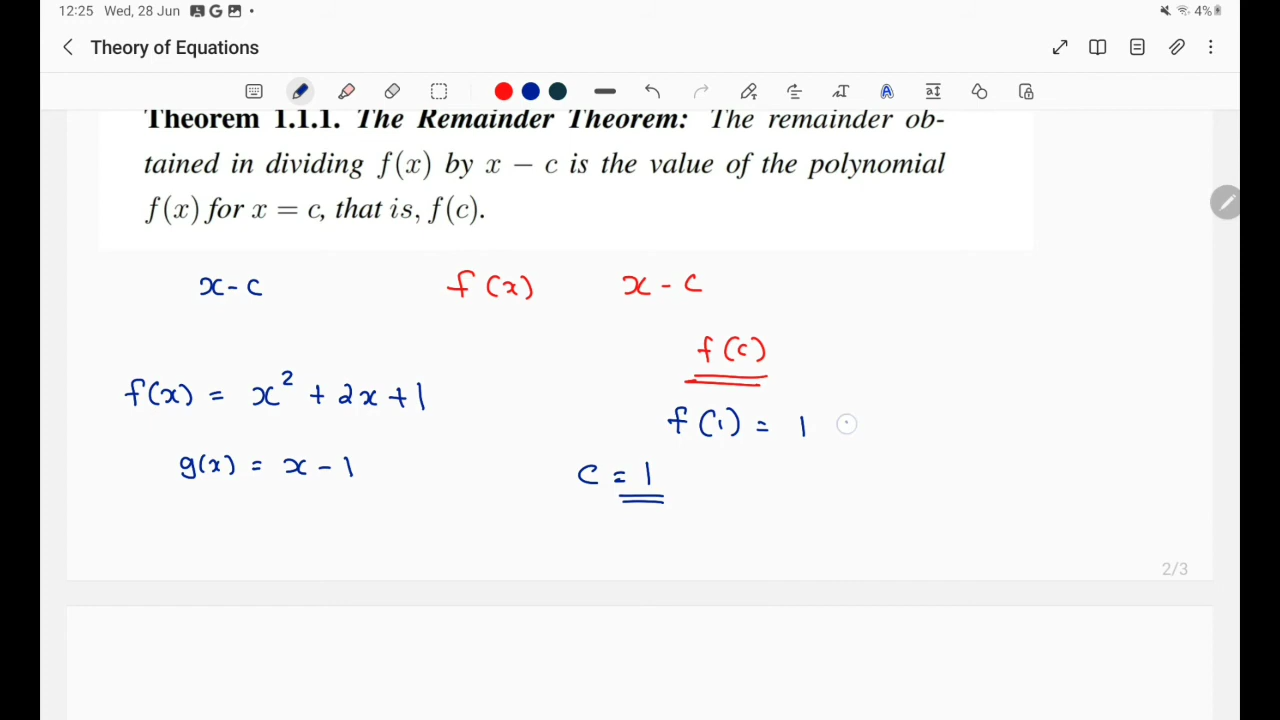 12:25 Wed, 28 Jun G • 4%
Theory of Equations
Theorem 1.1.1. The Remainder Theorem: The remainder ob-
tained in dividing f(x) by x − c is the value of the polynomial
f(x) for x = c, that is, f(c).
x - c f(x) x - c
f(c)
f(x) = x² + 2x + 1
f(1) = 1
g(x) = x - 1
c = 1
2/3